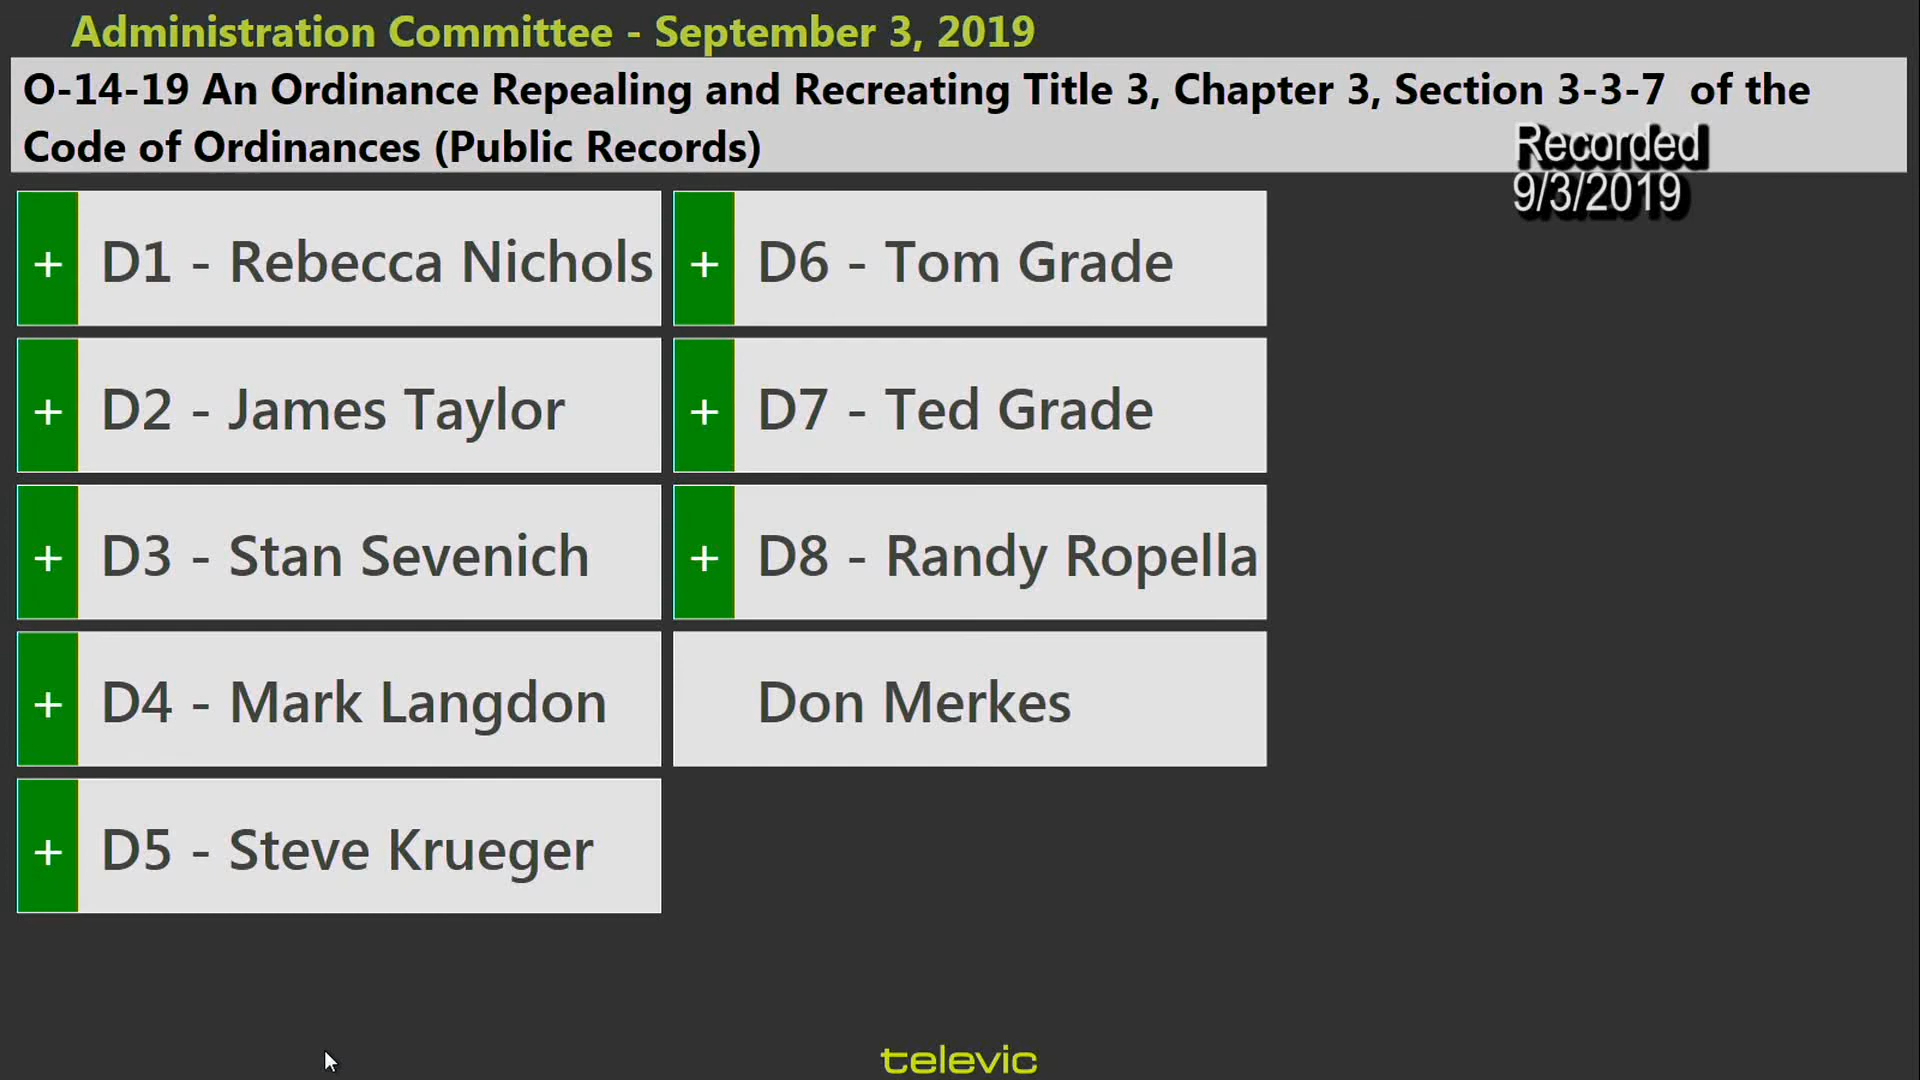 Administration Committee - September 3, 2019
O-14-19 An Ordinance Repealing and Recreating Title 3, Chapter 3, Section 3-3-7 of the
Code of Ordinances (Public Records)
Recorded
9/3/2019
+ D1 - Rebecca Nichols
+ D2 - James Taylor
+ D3 - Stan Sevenich
+ D4 - Mark Langdon
+ D5 - Steve Krueger
+ D6 - Tom Grade
+ D7 - Ted Grade
+ D8 - Randy Ropella
Don Merkes
televic